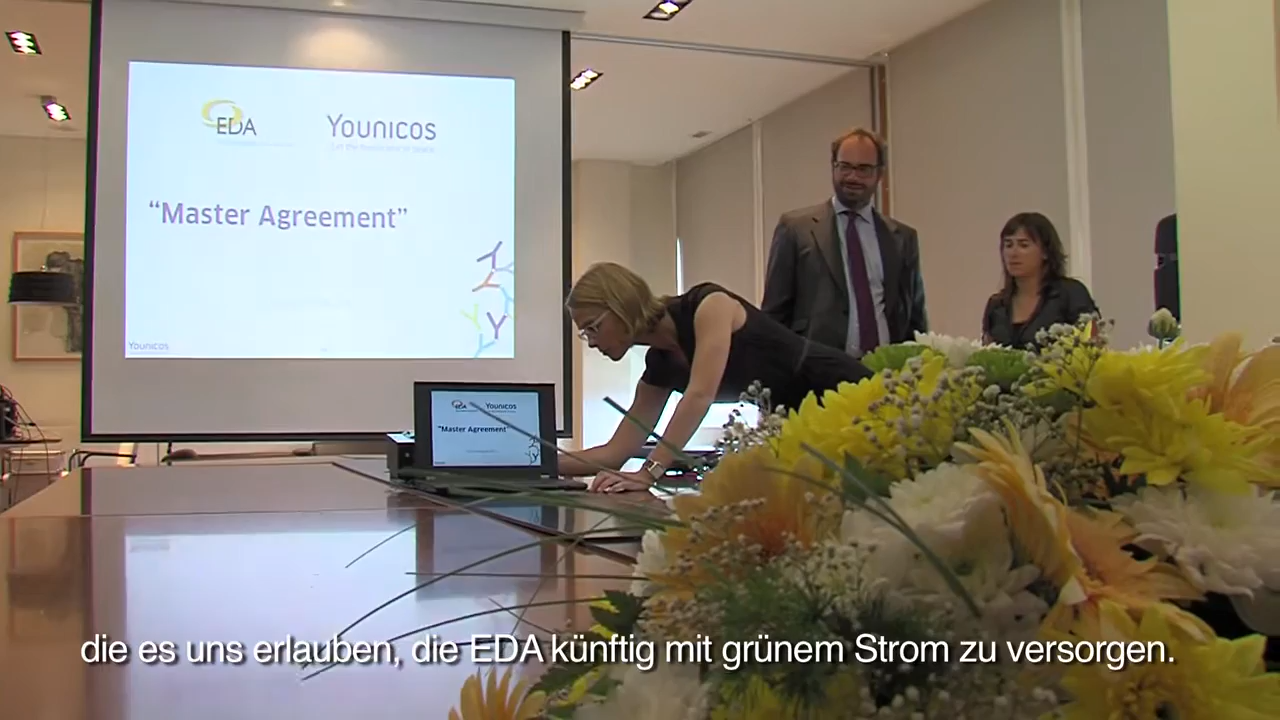 EDA
YOUNICOS
“Master Agreement”
YOUNICOS
EDA
YOUNICOS
"Master Agreement"
die es uns erlauben, die EDA künftig mit grünem Strom zu versorgen.